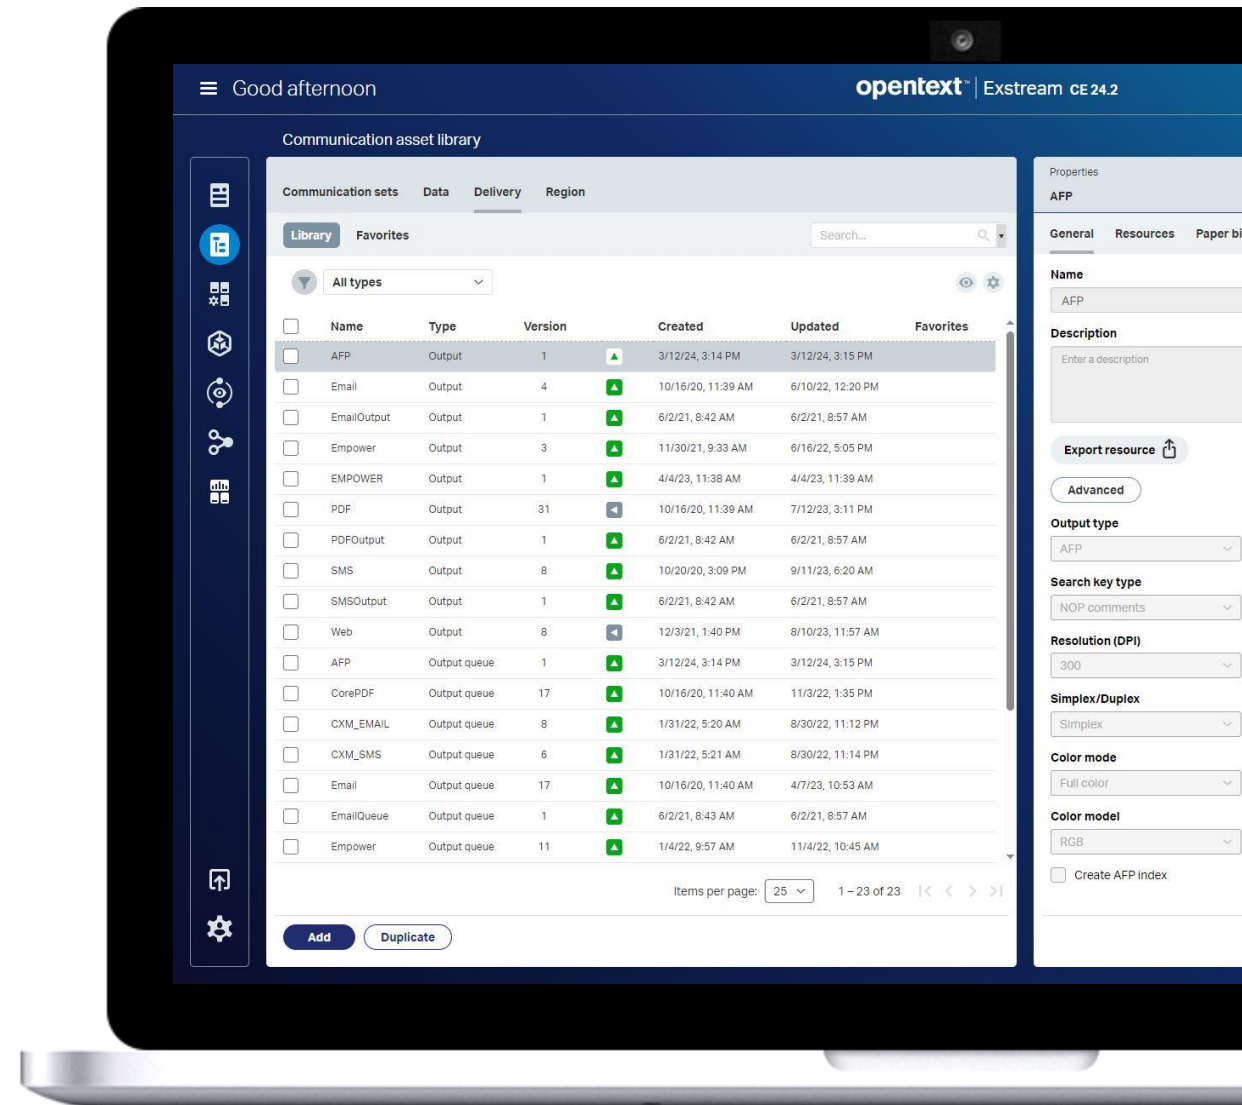 Good afternoon
opentext™ | Exstream CE 24.2
Communication asset library
Communication sets Data Delivery Region
Library Favorites Search...
All types
Name Type Version Created Updated Favorites
AFP Output 1 3/12/24, 3:14 PM 3/12/24, 3:15 PM
Email Output 4 10/16/20, 11:39 AM 6/10/22, 12:20 PM
EmailOutput Output 1 6/2/21, 8:42 AM 6/2/21, 8:57 AM
Empower Output 3 11/30/21, 9:33 AM 6/16/22, 5:05 PM
EMPOWER Output 1 4/4/23, 11:38 AM 4/4/23, 11:39 AM
PDF Output 31 10/16/20, 11:39 AM 7/12/23, 3:11 PM
PDFOutput Output 1 6/2/21, 8:42 AM 6/2/21, 8:57 AM
SMS Output 8 10/20/20, 3:09 PM 9/11/23, 6:20 AM
SMSOutput Output 1 6/2/21, 8:42 AM 6/2/21, 8:57 AM
Web Output 8 12/3/21, 1:40 PM 8/10/23, 11:57 AM
AFP Output queue 1 3/12/24, 3:14 PM 3/12/24, 3:15 PM
CorePDF Output queue 17 10/16/20, 11:40 AM 11/3/22, 1:35 PM
CXM_EMAIL Output queue 8 1/31/22, 5:20 AM 8/30/22, 11:12 PM
CXM_SMS Output queue 6 1/31/22, 5:21 AM 8/30/22, 11:14 PM
Email Output queue 17 10/16/20, 11:40 AM 4/7/23, 10:53 AM
EmailQueue Output queue 1 6/2/21, 8:43 AM 6/2/21, 8:57 AM
Empower Output queue 11 1/4/22, 9:57 AM 11/4/22, 10:45 AM
Items per page: 25 1 – 23 of 23
Add Duplicate
Properties
AFP
General Resources Paper bi
Name
AFP
Description
Enter a description
Export resource
Advanced
Output type
AFP
Search key type
NOP comments
Resolution (DPI)
300
Simplex/Duplex
Simplex
Color mode
Full color
Color model
RGB
Create AFP index